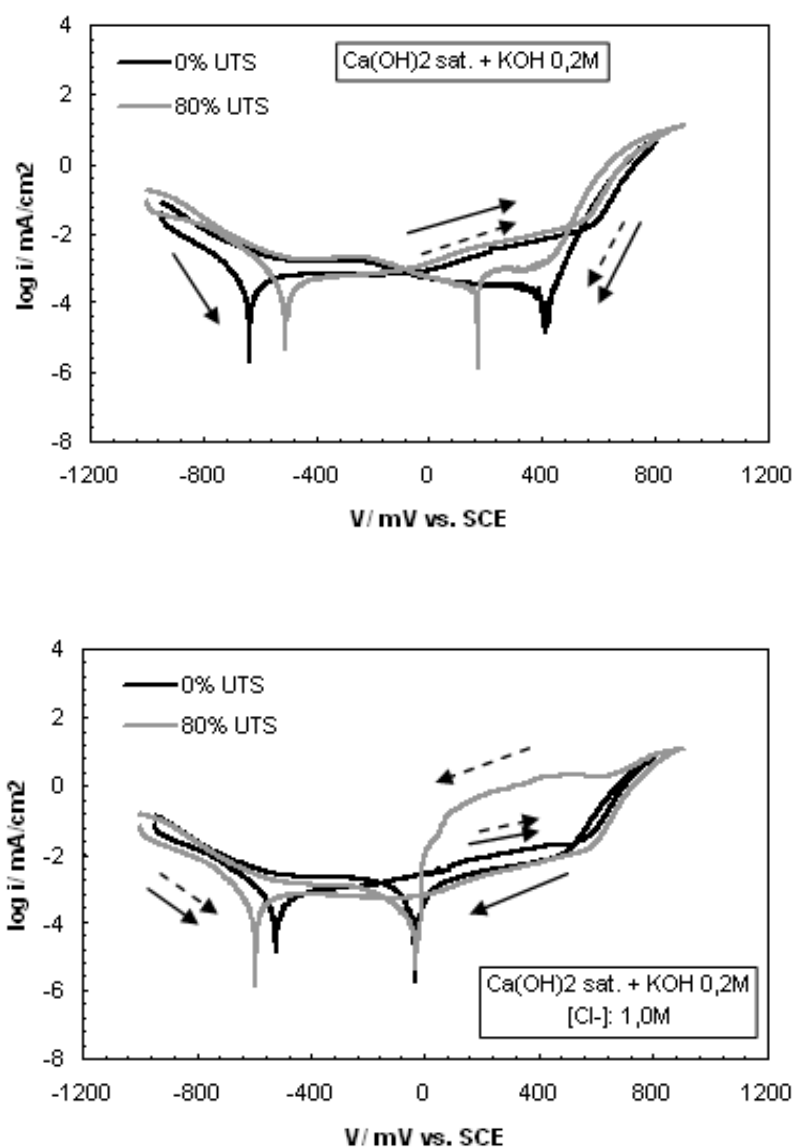 4
0% UTS
80% UTS
Ca(OH)2 sat. + KOH 0,2M
2
0
-2
-4
-6
-8
log i/ mA/cm2
-1200 -800 -400 0 400 800 1200
V/ mV vs. SCE
4
0% UTS
80% UTS
2
0
-2
-4
-6
-8
log i/ mA/cm2
Ca(OH)2 sat. + KOH 0,2M
[Cl-]: 1,0M
-1200 -800 -400 0 400 800 1200
V/ mV vs. SCE